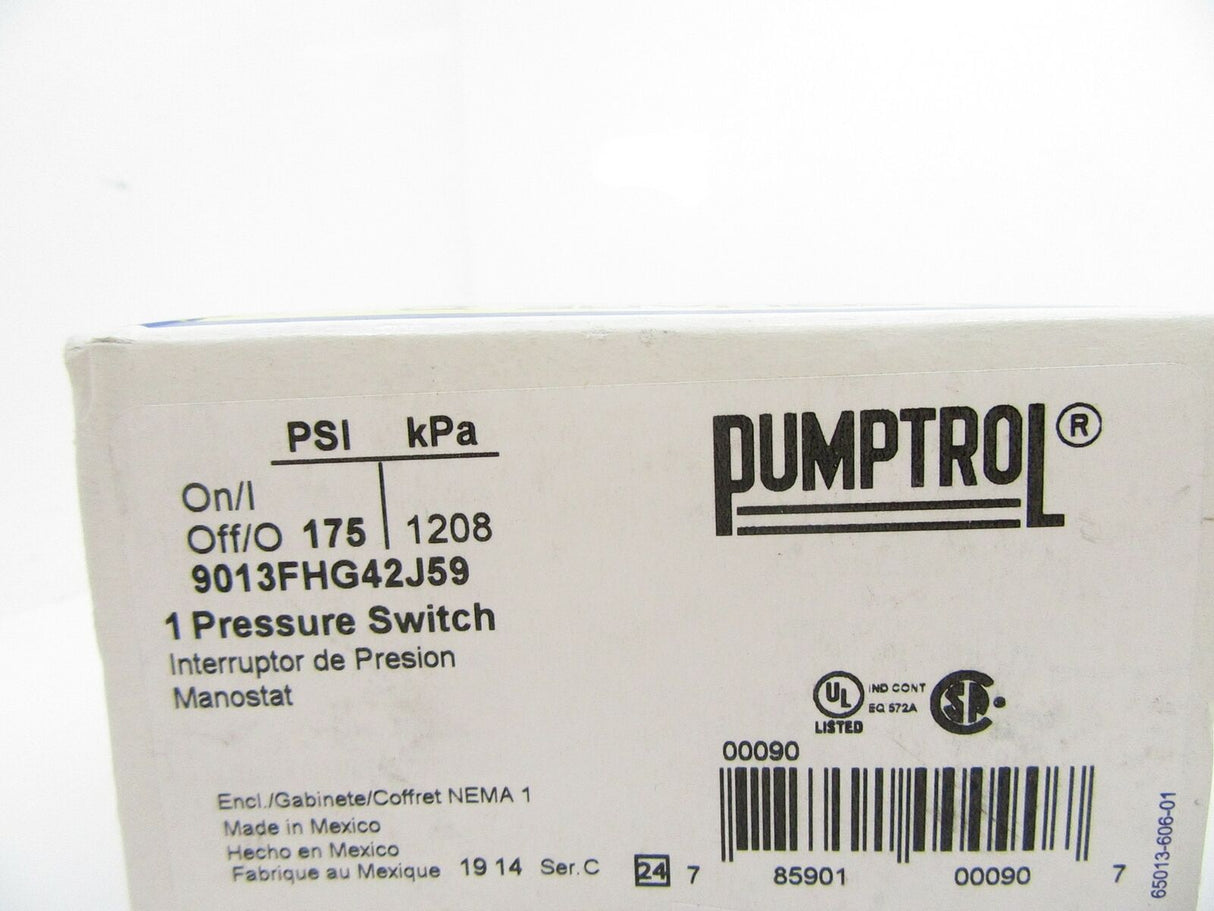 PSI kPa
On/I
Off/O 175 1208
9013FHG42J59
1 Pressure Switch
Interruptor de Presion
Manostat
Encl./Gabinete/Coffret NEMA 1
Made in Mexico
Hecho en Mexico
Fabrique au Mexique 19 14 Ser. C 24
PUMPTROL®
UL IND CONT
EQ 572A
LISTED
SA
00090
7 85901 00090 7
65013-606-01